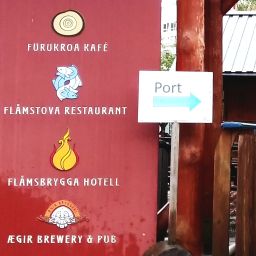 FURUKROA KAFÉ
FLÅMSTOVA RESTAURANT
FLÅMSBRYGGA HOTELL
ÆGIR BREWERY & PUB
Port